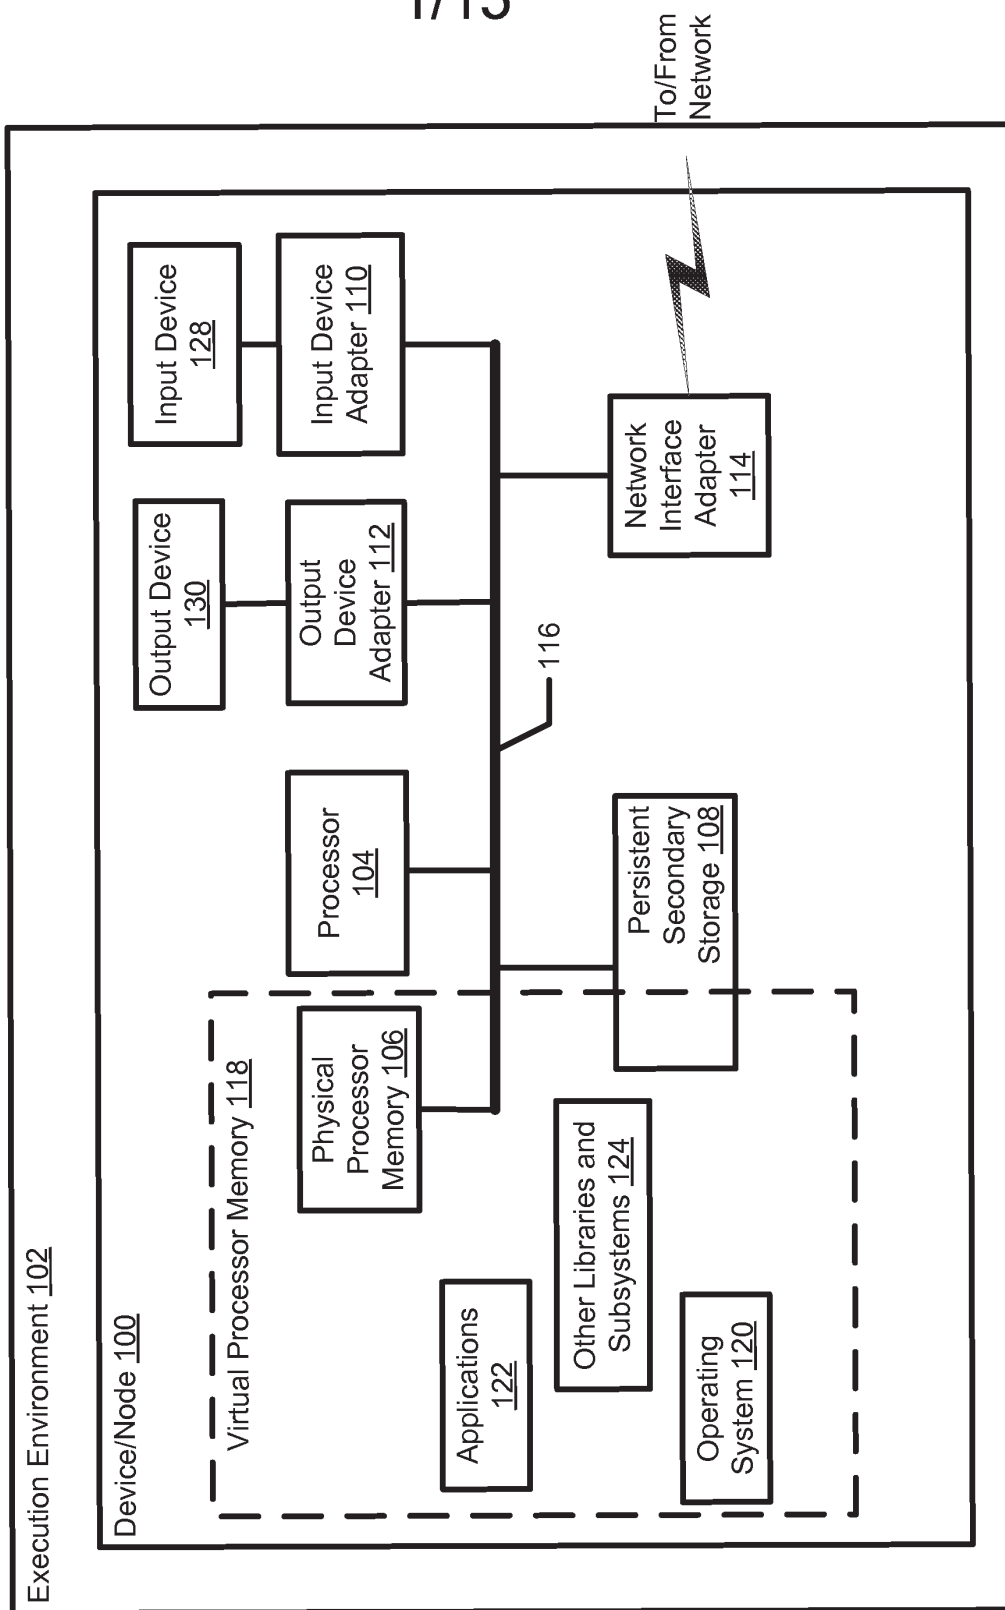 1/15
Execution Environment 102
Device/Node 100
Virtual Processor Memory 118
Output Device
130
Input Device
128
Physical
Processor
Memory 106
Processor
104
Output
Device
Adapter 112
Input Device
Adapter 110
Applications
122
116
Other Libraries and
Subsystems 124
Persistent
Secondary
Storage 108
Network
Interface
Adapter
114
To/From
Network
Operating
System 120